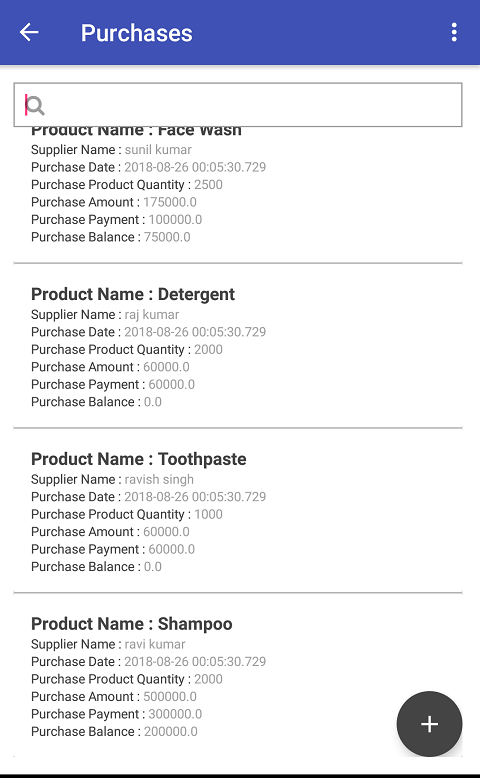 Purchases
Product Name : Face Wash
Supplier Name : sunil kumar
Purchase Date : 2018-08-26 00:05:30.729
Purchase Product Quantity : 2500
Purchase Amount : 175000.0
Purchase Payment : 100000.0
Purchase Balance : 75000.0
Product Name : Detergent
Supplier Name : raj kumar
Purchase Date : 2018-08-26 00:05:30.729
Purchase Product Quantity : 2000
Purchase Amount : 60000.0
Purchase Payment : 60000.0
Purchase Balance : 0.0
Product Name : Toothpaste
Supplier Name : ravish singh
Purchase Date : 2018-08-26 00:05:30.729
Purchase Product Quantity : 1000
Purchase Amount : 60000.0
Purchase Payment : 60000.0
Purchase Balance : 0.0
Product Name : Shampoo
Supplier Name : ravi kumar
Purchase Date : 2018-08-26 00:05:30.729
Purchase Product Quantity : 2000
Purchase Amount : 500000.0
Purchase Payment : 300000.0
Purchase Balance : 200000.0